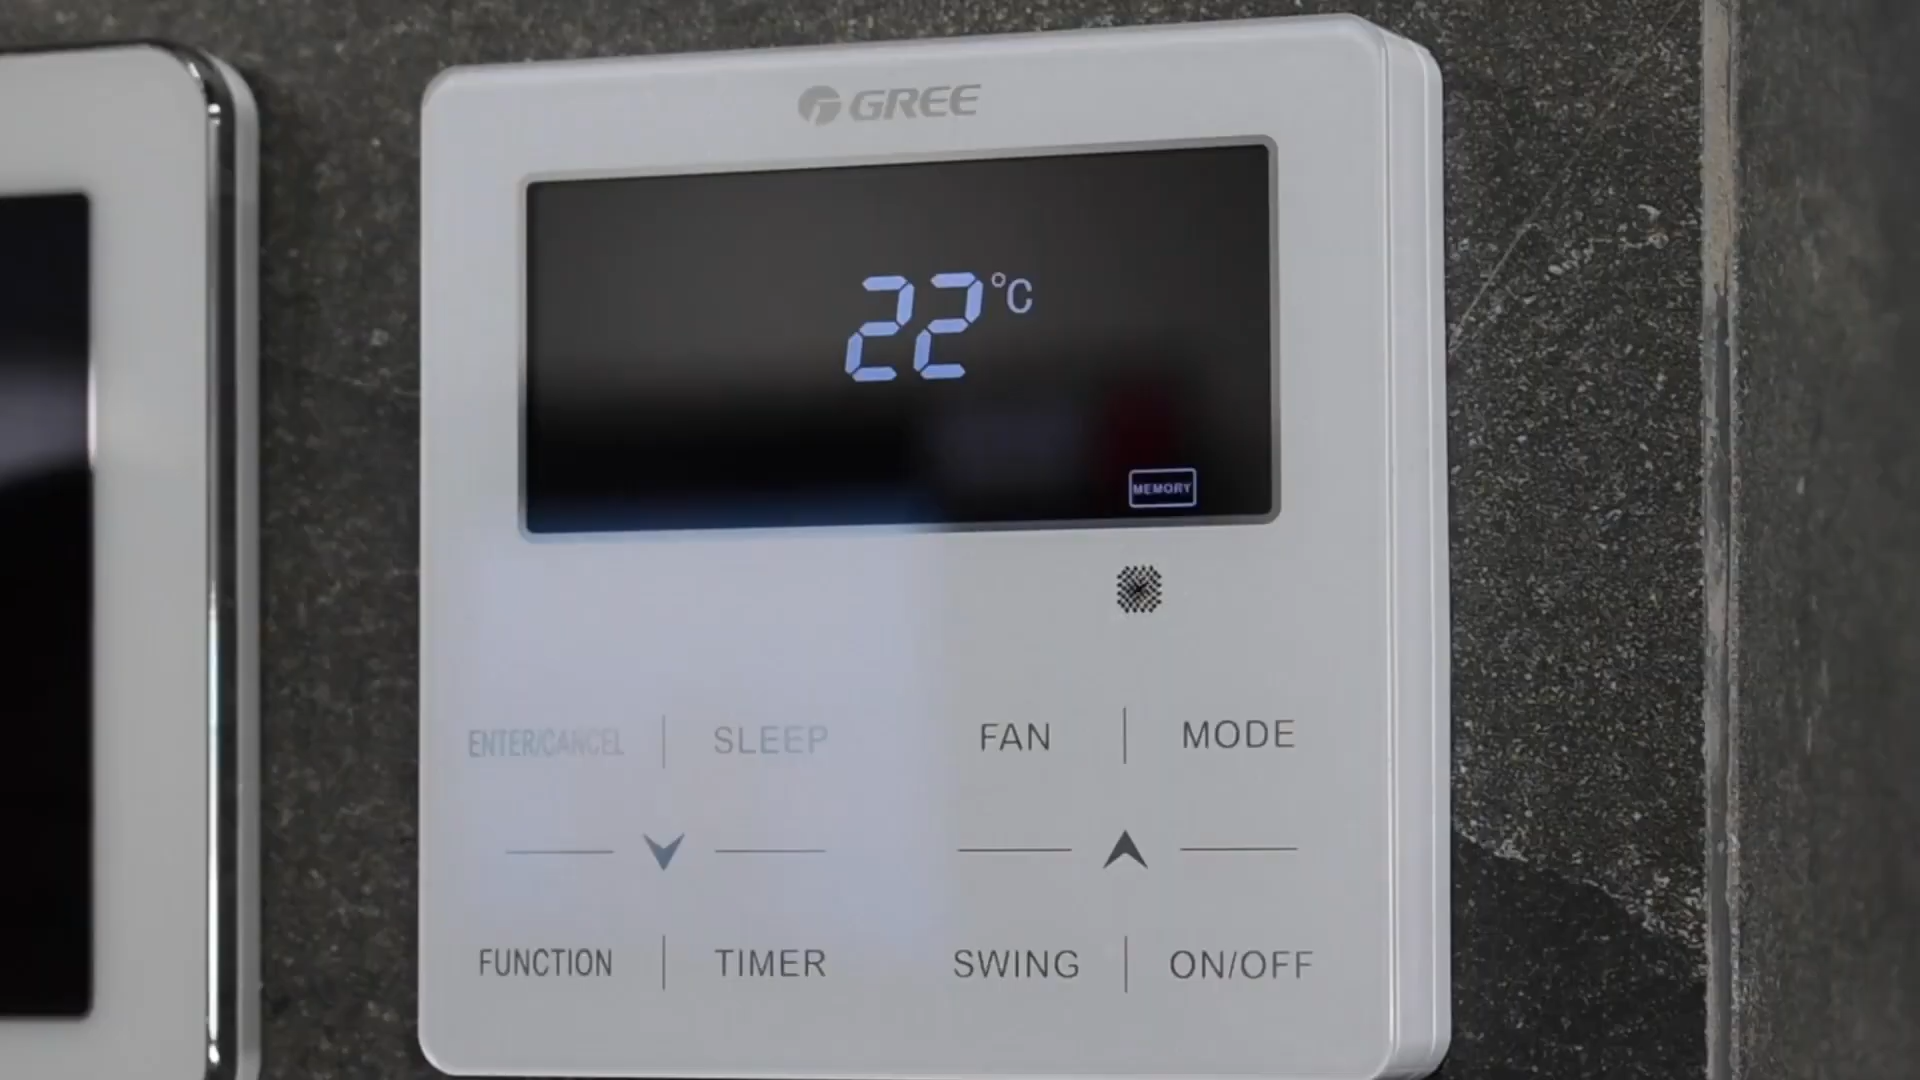 GREE
22°C
MEMORY
ENTER/CANCEL SLEEP FAN MODE
FUNCTION TIMER SWING ON/OFF